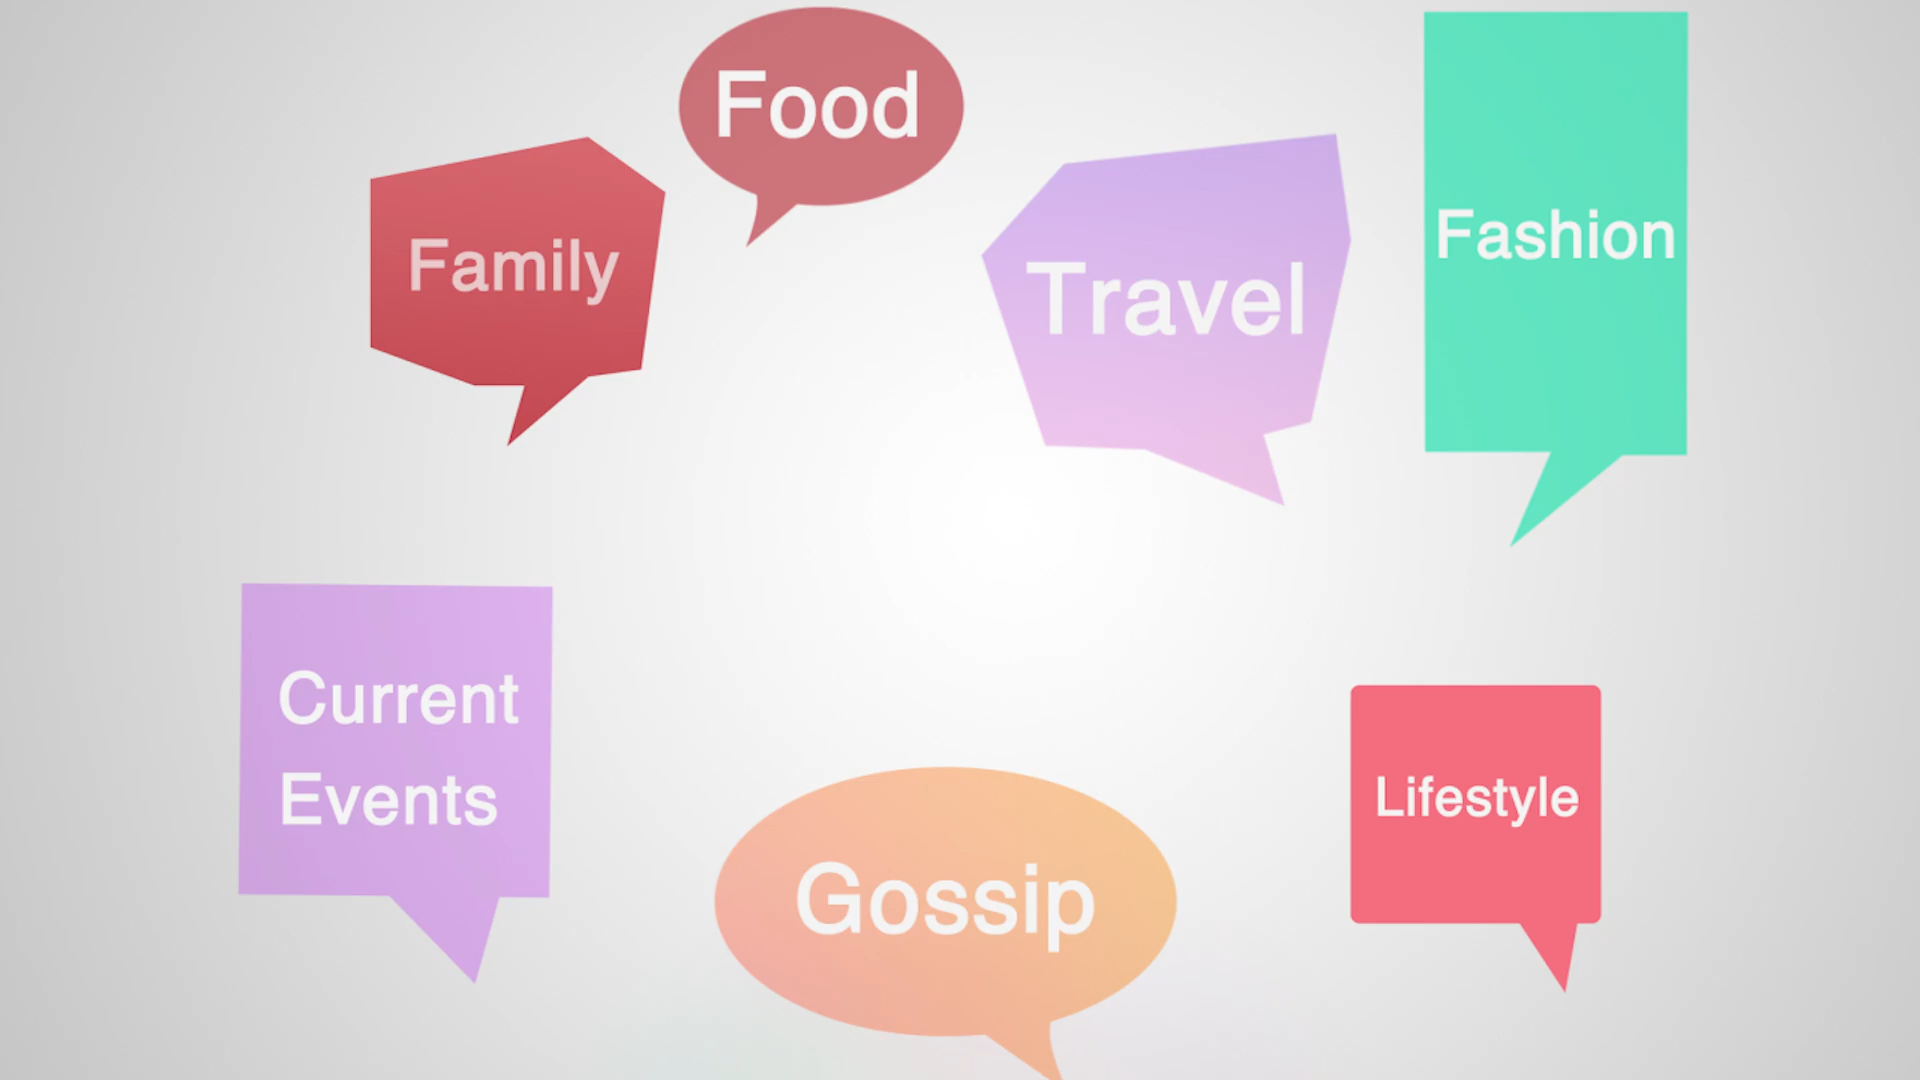 Food
Family
Travel
Fashion
Current
Events
Gossip
Lifestyle